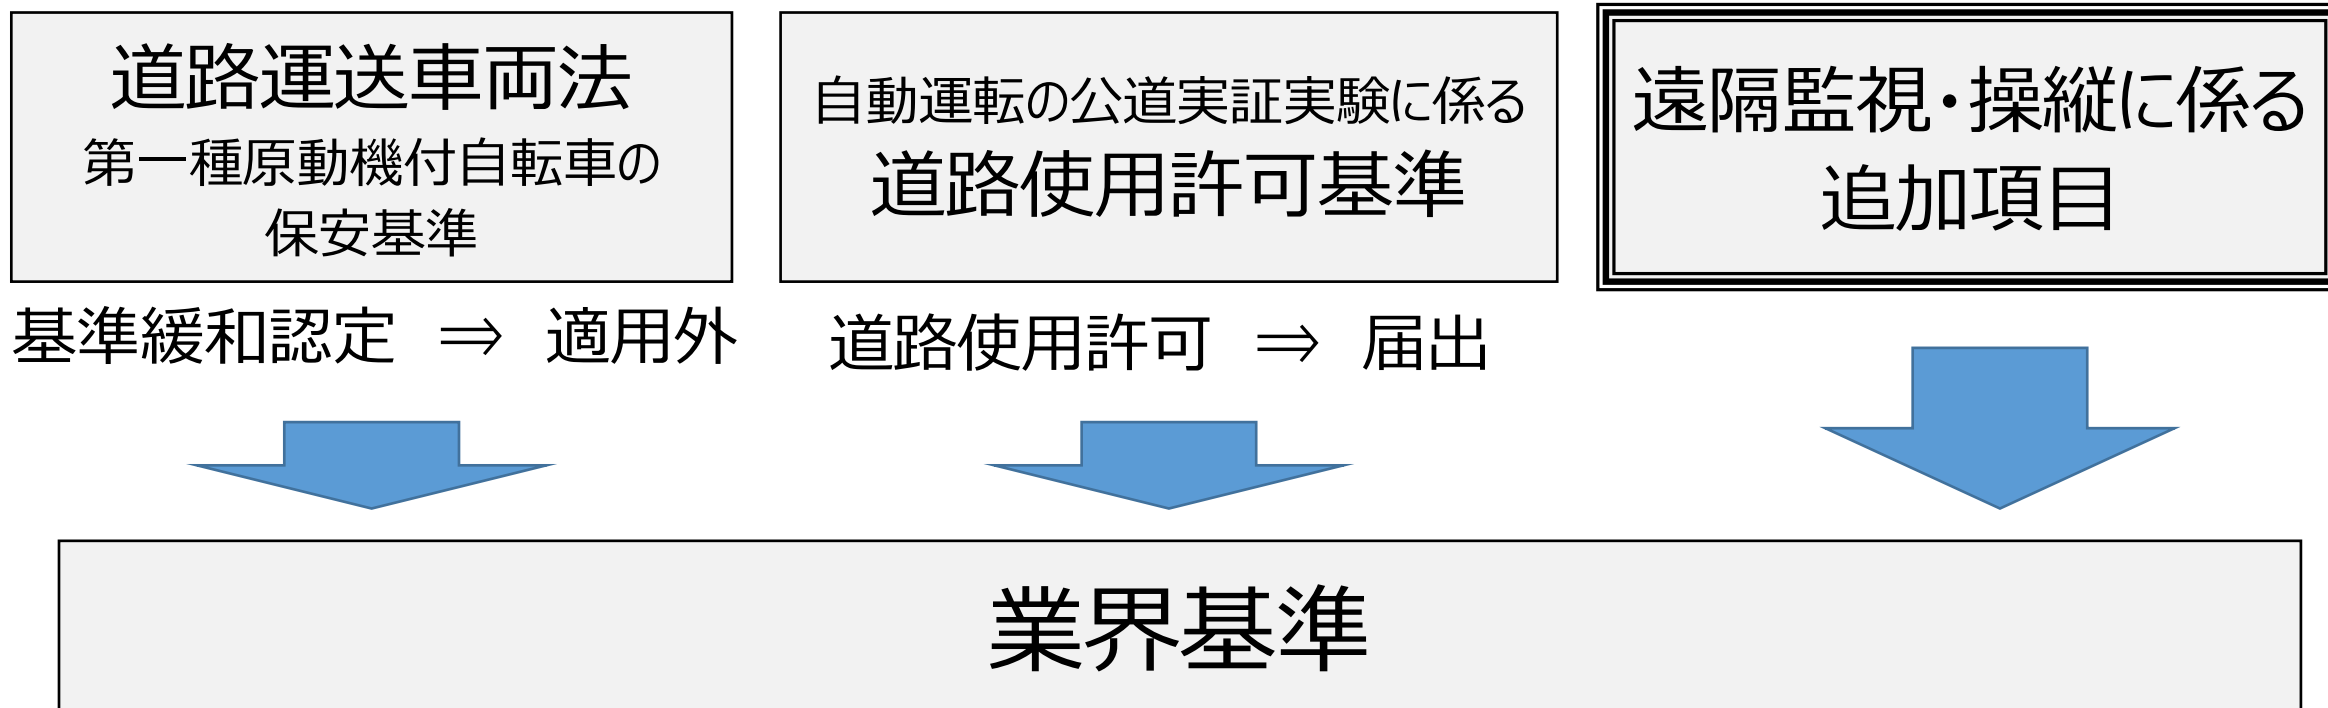 道路運送車両法
第一種原動機付自転車の
保安基準
基準緩和認定 ⇒ 適用外
自動運転の公道実証実験に係る
道路使用許可基準
道路使用許可 ⇒ 届出
遠隔監視・操縦に係る
追加項目
業界基準